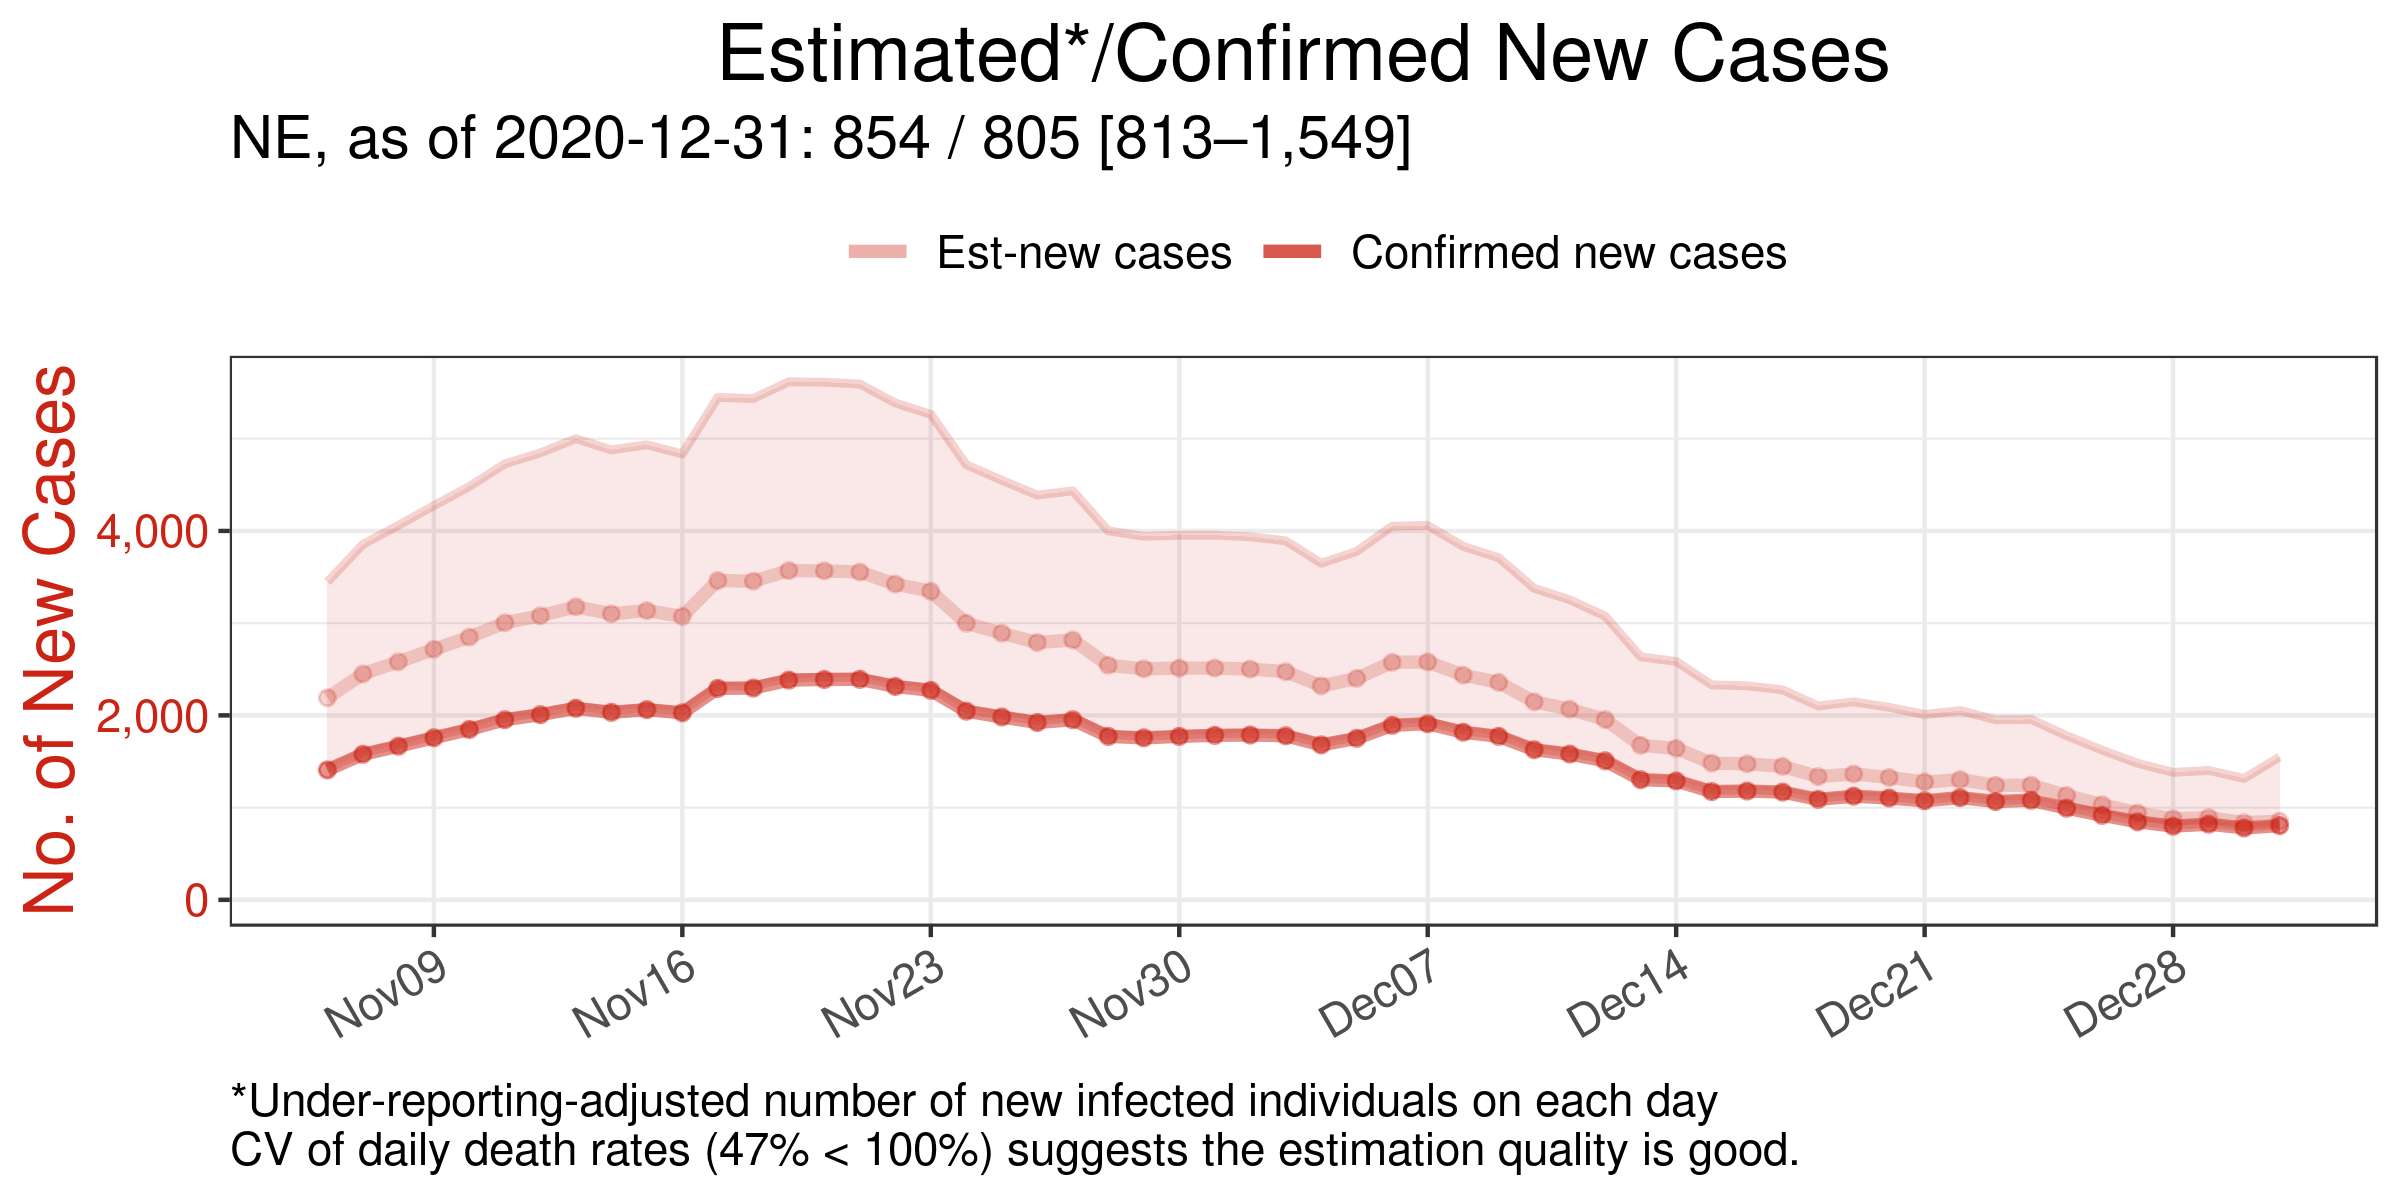 Estimated*/Confirmed New Cases
NE, as of 2020-12-31: 854 / 805 [813–1,549]
Est-new cases
Confirmed new cases
No. of New Cases
4,000
2,000
0
Nov09
Nov16
Nov23
Nov30
Dec07
Dec14
Dec21
Dec28
*Under-reporting-adjusted number of new infected individuals on each day
CV of daily death rates (47% < 100%) suggests the estimation quality is good.